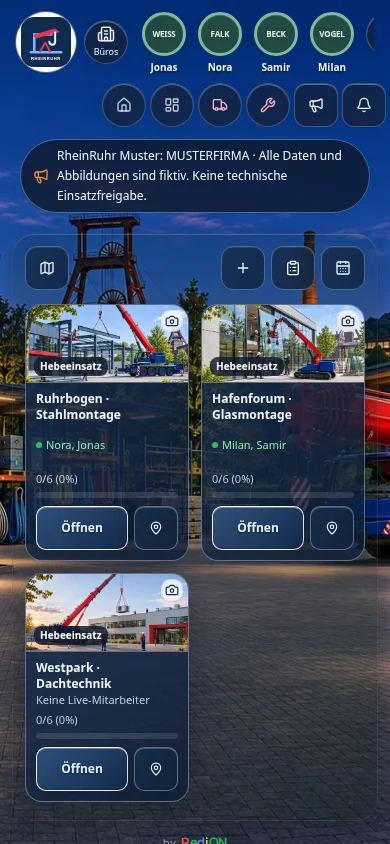 RHEINRUHR
Büros
WEISS
FALK
BECK
VOGEL
Jonas
Nora
Samir
Milan
RheinRuhr Muster: MUSTERFIRMA · Alle Daten und
Abbildungen sind fiktiv. Keine technische
Einsatzfreigabe.
Hebeeinsatz
Ruhrbogen ·
Stahlmontage
Nora, Jonas
0/6 (0%)
Öffnen
Hebeeinsatz
Hafenforum ·
Glasmontage
Milan, Samir
0/6 (0%)
Öffnen
Hebeeinsatz
Westpark ·
Dachtechnik
Keine Live-Mitarbeiter
0/6 (0%)
Öffnen
by RediON